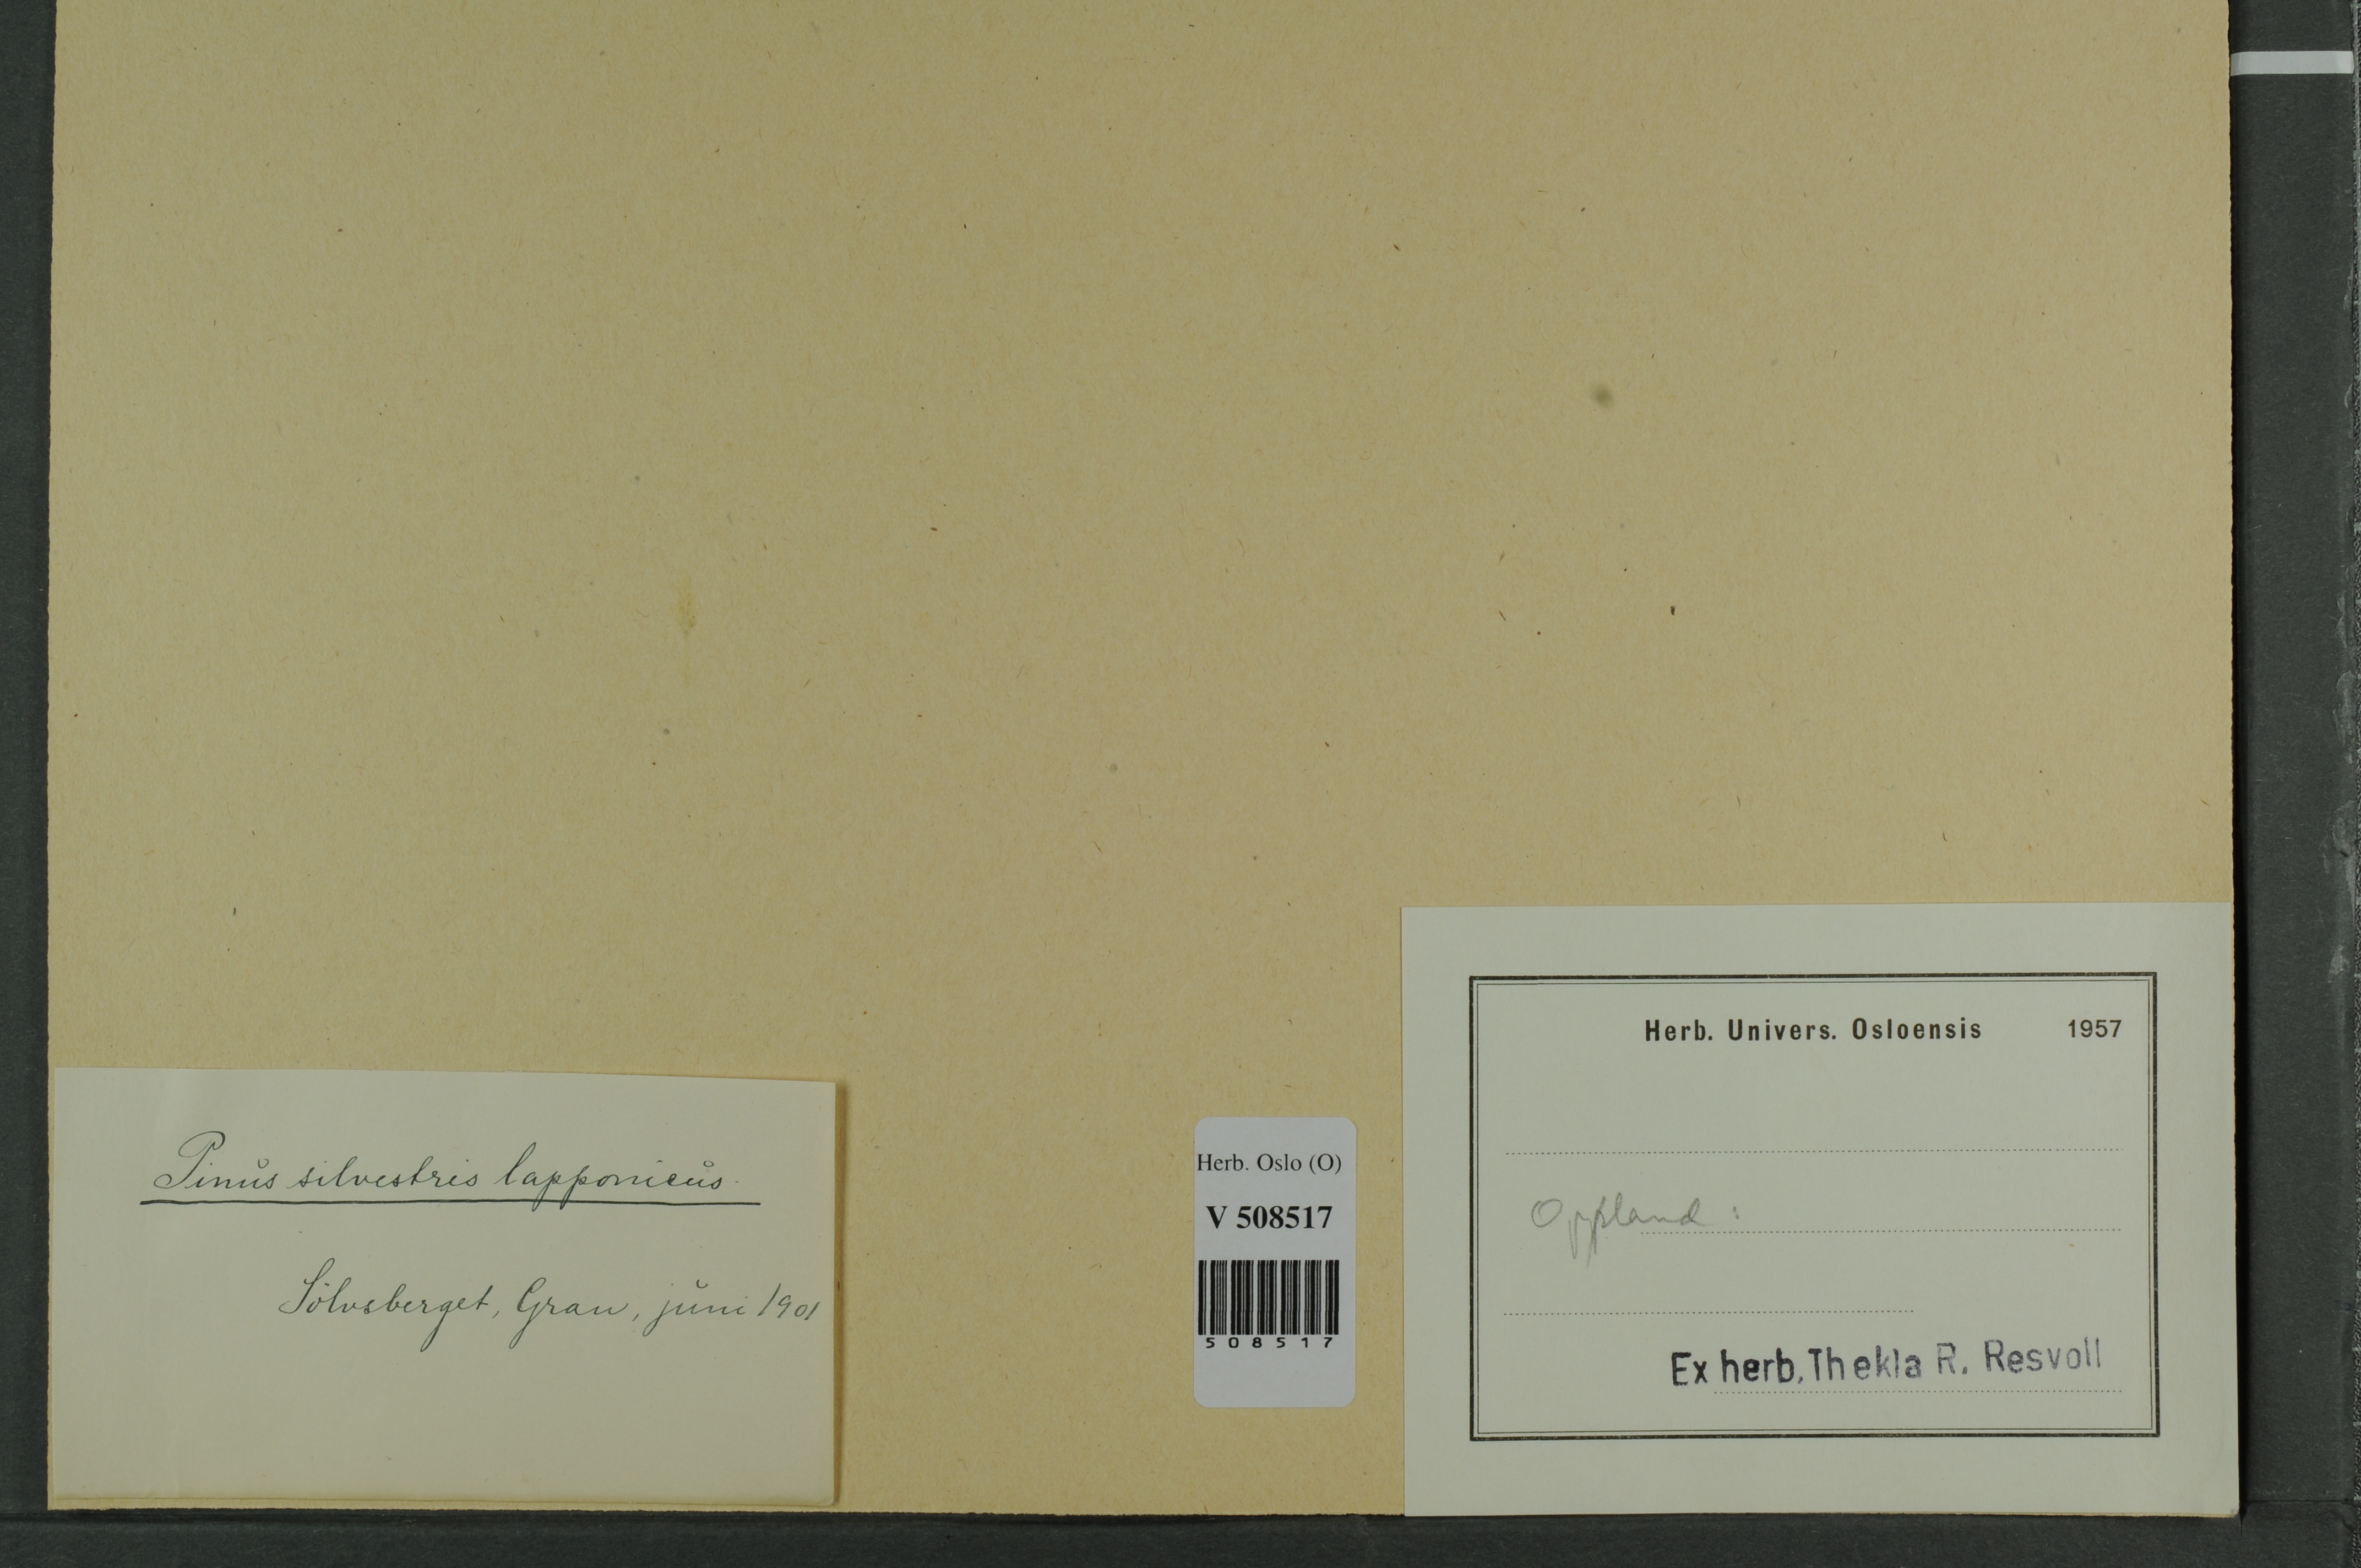 Pinus silvestris lapponicus.
Sölvsberget, Gran, juni 1901
Herb. Oslo (O)
V 508517
508517
Herb. Univers. Osloensis 1957
Oppland:
Ex herb. Thekla R. Resvoll